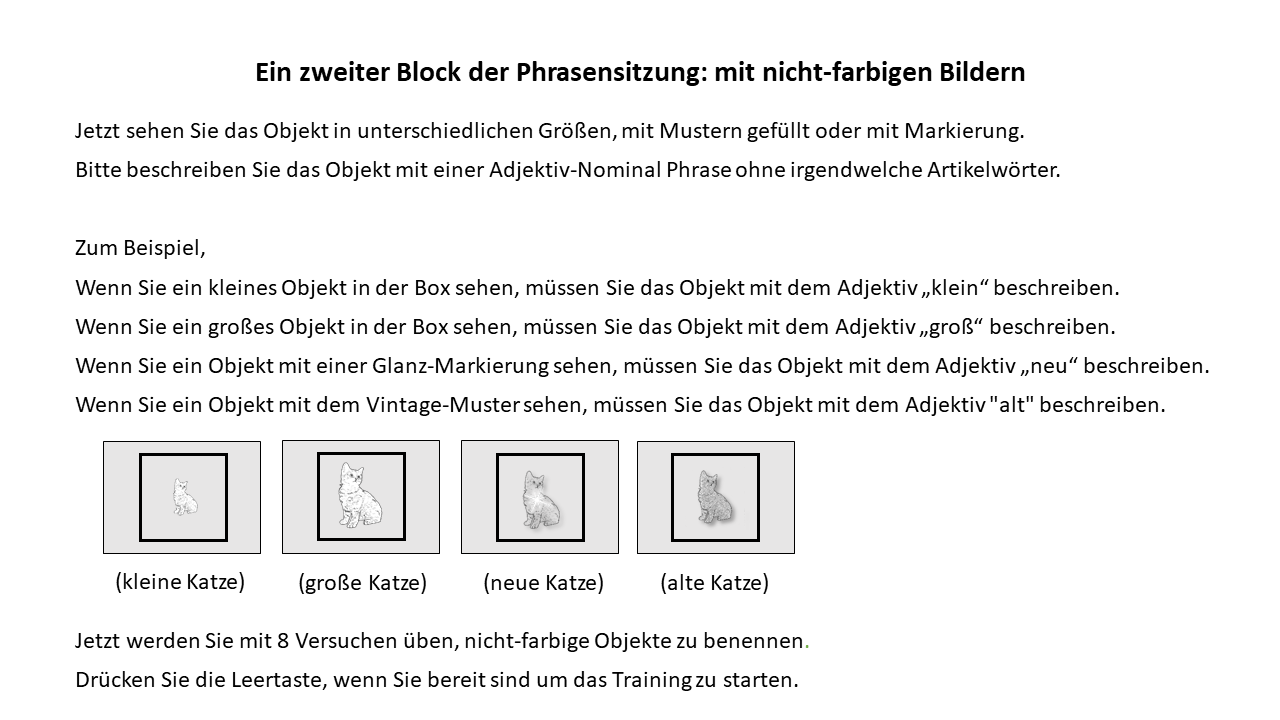 Ein zweiter Block der Phrasensitzung: mit nicht-farbigen Bildern
Jetzt sehen Sie das Objekt in unterschiedlichen Größen, mit Mustern gefüllt oder mit Markierung.
Bitte beschreiben Sie das Objekt mit einer Adjektiv-Nominal Phrase ohne irgendwelche Artikelwörter.
Zum Beispiel,
Wenn Sie ein kleines Objekt in der Box sehen, müssen Sie das Objekt mit dem Adjektiv „klein“ beschreiben.
Wenn Sie ein großes Objekt in der Box sehen, müssen Sie das Objekt mit dem Adjektiv „groß“ beschreiben.
Wenn Sie ein Objekt mit einer Glanz-Markierung sehen, müssen Sie das Objekt mit dem Adjektiv „neu“ beschreiben.
Wenn Sie ein Objekt mit dem Vintage-Muster sehen, müssen Sie das Objekt mit dem Adjektiv "alt" beschreiben.
(kleine Katze) (große Katze) (neue Katze) (alte Katze)
Jetzt werden Sie mit 8 Versuchen üben, nicht-farbige Objekte zu benennen.
Drücken Sie die Leertaste, wenn Sie bereit sind um das Training zu starten.